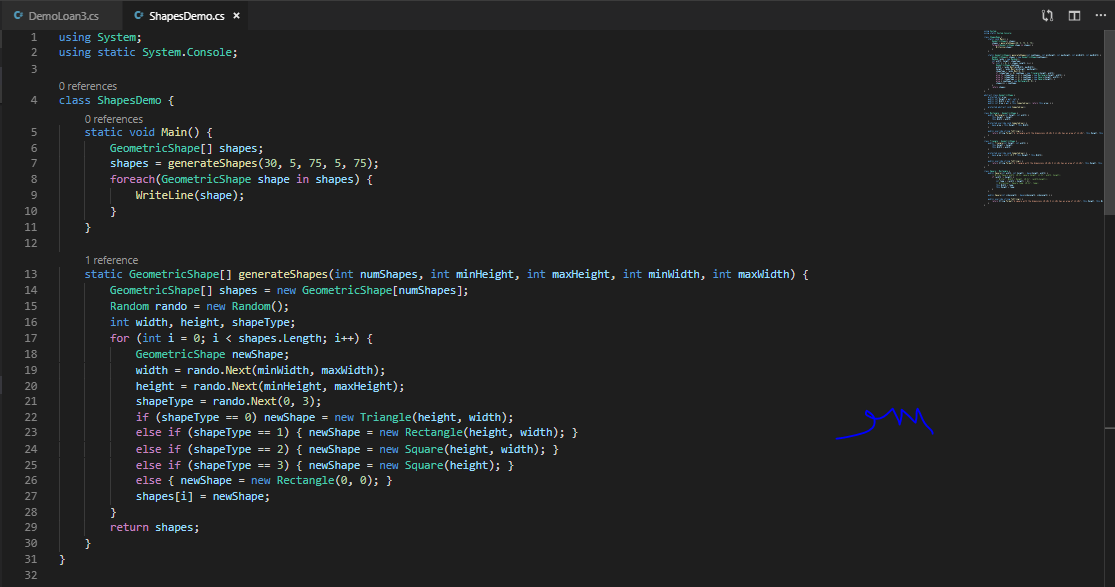 DemoLoan3.cs ShapesDemo.cs
1 using System;
2 using static System.Console;
3
0 references
4 class ShapesDemo {
0 references
5 static void Main() {
6 GeometricShape[] shapes;
7 shapes = generateShapes(30, 5, 75, 5, 75);
8 foreach(GeometricShape shape in shapes) {
9 WriteLine(shape);
10 }
11 }
12
1 reference
13 static GeometricShape[] generateShapes(int numShapes, int minHeight, int maxHeight, int minWidth, int maxWidth) {
14 GeometricShape[] shapes = new GeometricShape[numShapes];
15 Random rando = new Random();
16 int width, height, shapeType;
17 for (int i = 0; i < shapes.Length; i++) {
18 GeometricShape newShape;
19 width = rando.Next(minWidth, maxWidth);
20 height = rando.Next(minHeight, maxHeight);
21 shapeType = rando.Next(0, 3);
22 if (shapeType == 0) newShape = new Triangle(height, width);
23 else if (shapeType == 1) { newShape = new Rectangle(height, width); }
24 else if (shapeType == 2) { newShape = new Square(height, width); }
25 else if (shapeType == 3) { newShape = new Square(height); }
26 else { newShape = new Rectangle(0, 0); }
27 shapes[i] = newShape;
28 }
29 return shapes;
30 }
31 }
32